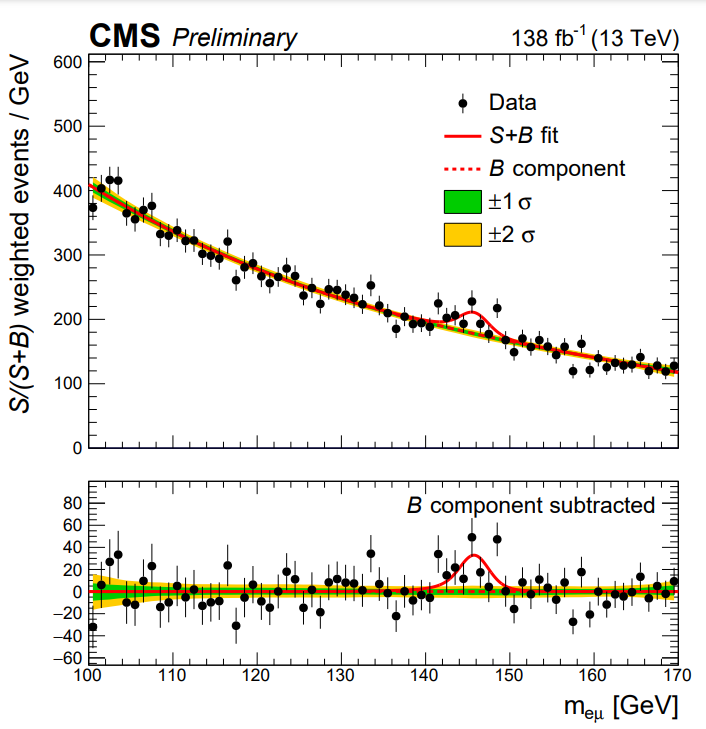 CMS Preliminary 138 fb⁻¹ (13 TeV)
S/(S+B) weighted events / GeV
600
500
400
300
200
100
0
Data
S+B fit
B component
±1 σ
±2 σ
B component subtracted
80
60
40
20
0
−20
−40
−60
100 110 120 130 140 150 160 170
m_eμ [GeV]